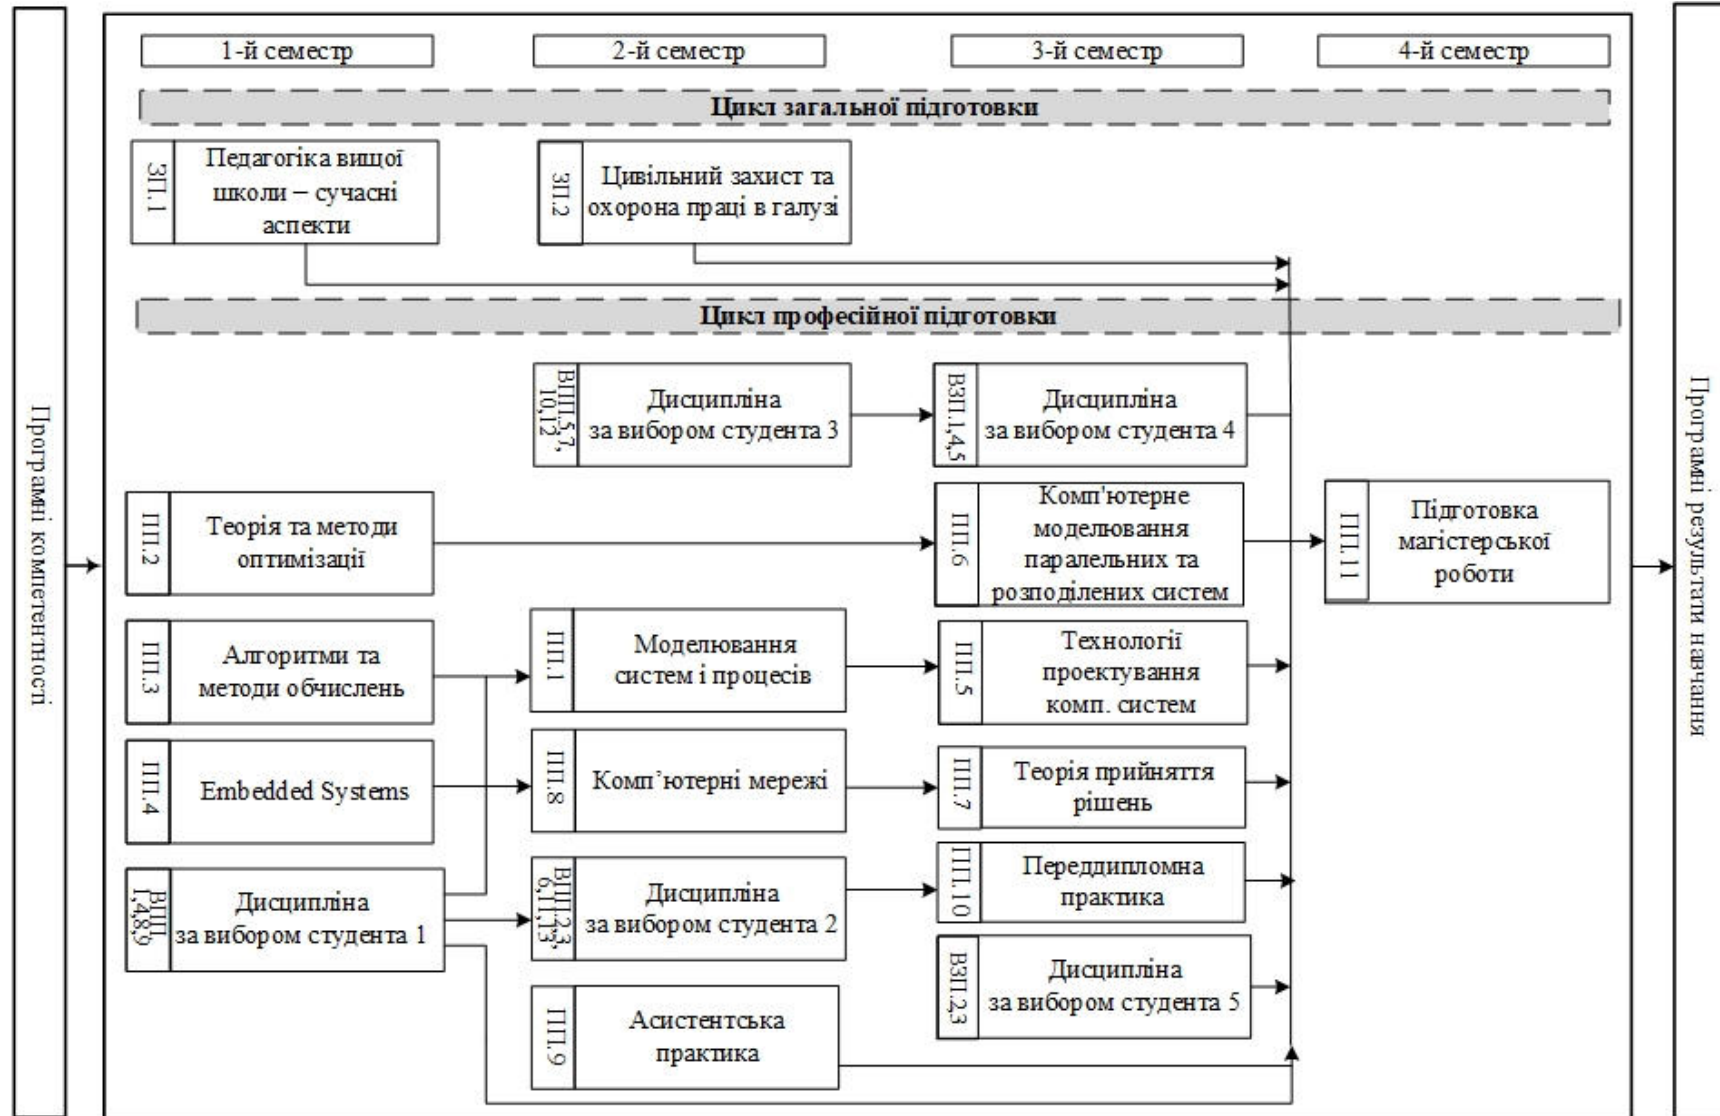 1-й семестр
2-й семестр
3-й семестр
4-й семестр
Цикл загальної підготовки
ЗП.1
Педагогіка вищої
школи – сучасні
аспекти
ЗП.2
Цивільний захист та
охорона праці в галузі
Цикл професійної підготовки
Програмні компетентності
ВПП.5,7,
10,12
Дисципліна
за вибором студента 3
ВЗП.1,4,5
Дисципліна
за вибором студента 4
ПП.2
Теорія та методи
оптимізації
ПП.6
Комп'ютерне
моделювання
паралельних та
розподілених систем
ПП.11
Підготовка
магістерської
роботи
ПП.3
Алгоритми та
методи обчислень
ПП.1
Моделювання
систем і процесів
ПП.5
Технології
проектування
комп. систем
ПП.4
Embedded Systems
ПП.8
Комп’ютерні мережі
ПП.7
Теорія прийняття
рішень
ВПП.
1,4,8,9
Дисципліна
за вибором студента 1
ВПП.2,3,
6,11,13
Дисципліна
за вибором студента 2
ПП.10
Переддипломна
практика
ПП.9
Асистентська
практика
ВЗП.2,3
Дисципліна
за вибором студента 5
Програмні результати навчання